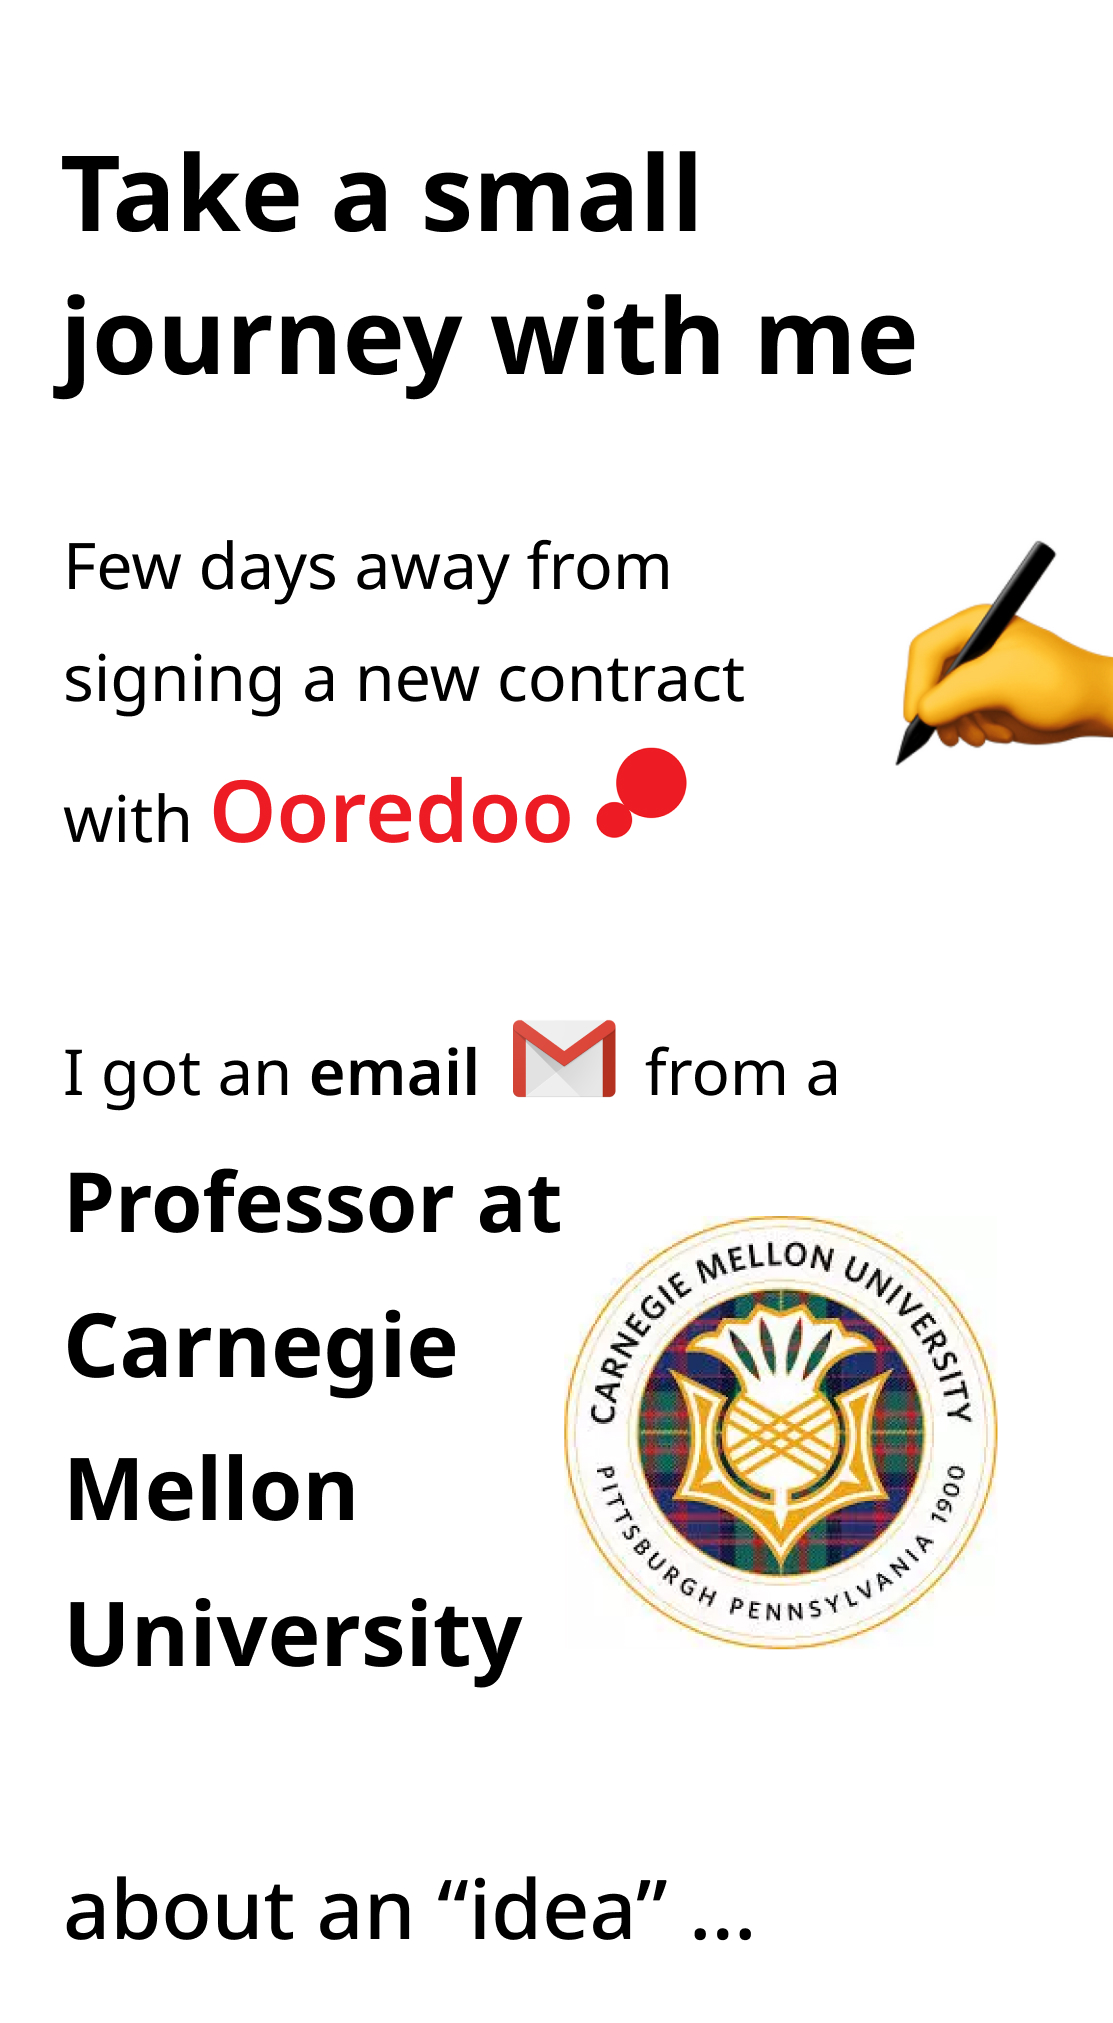 Take a small
journey with me
Few days away from
signing a new contract
with Ooredoo
I got an email from a
Professor at
Carnegie
Mellon
University
CARNEGIE MELLON UNIVERSITY
PITTSBURGH PENNSYLVANIA 1900
about an “idea” ...